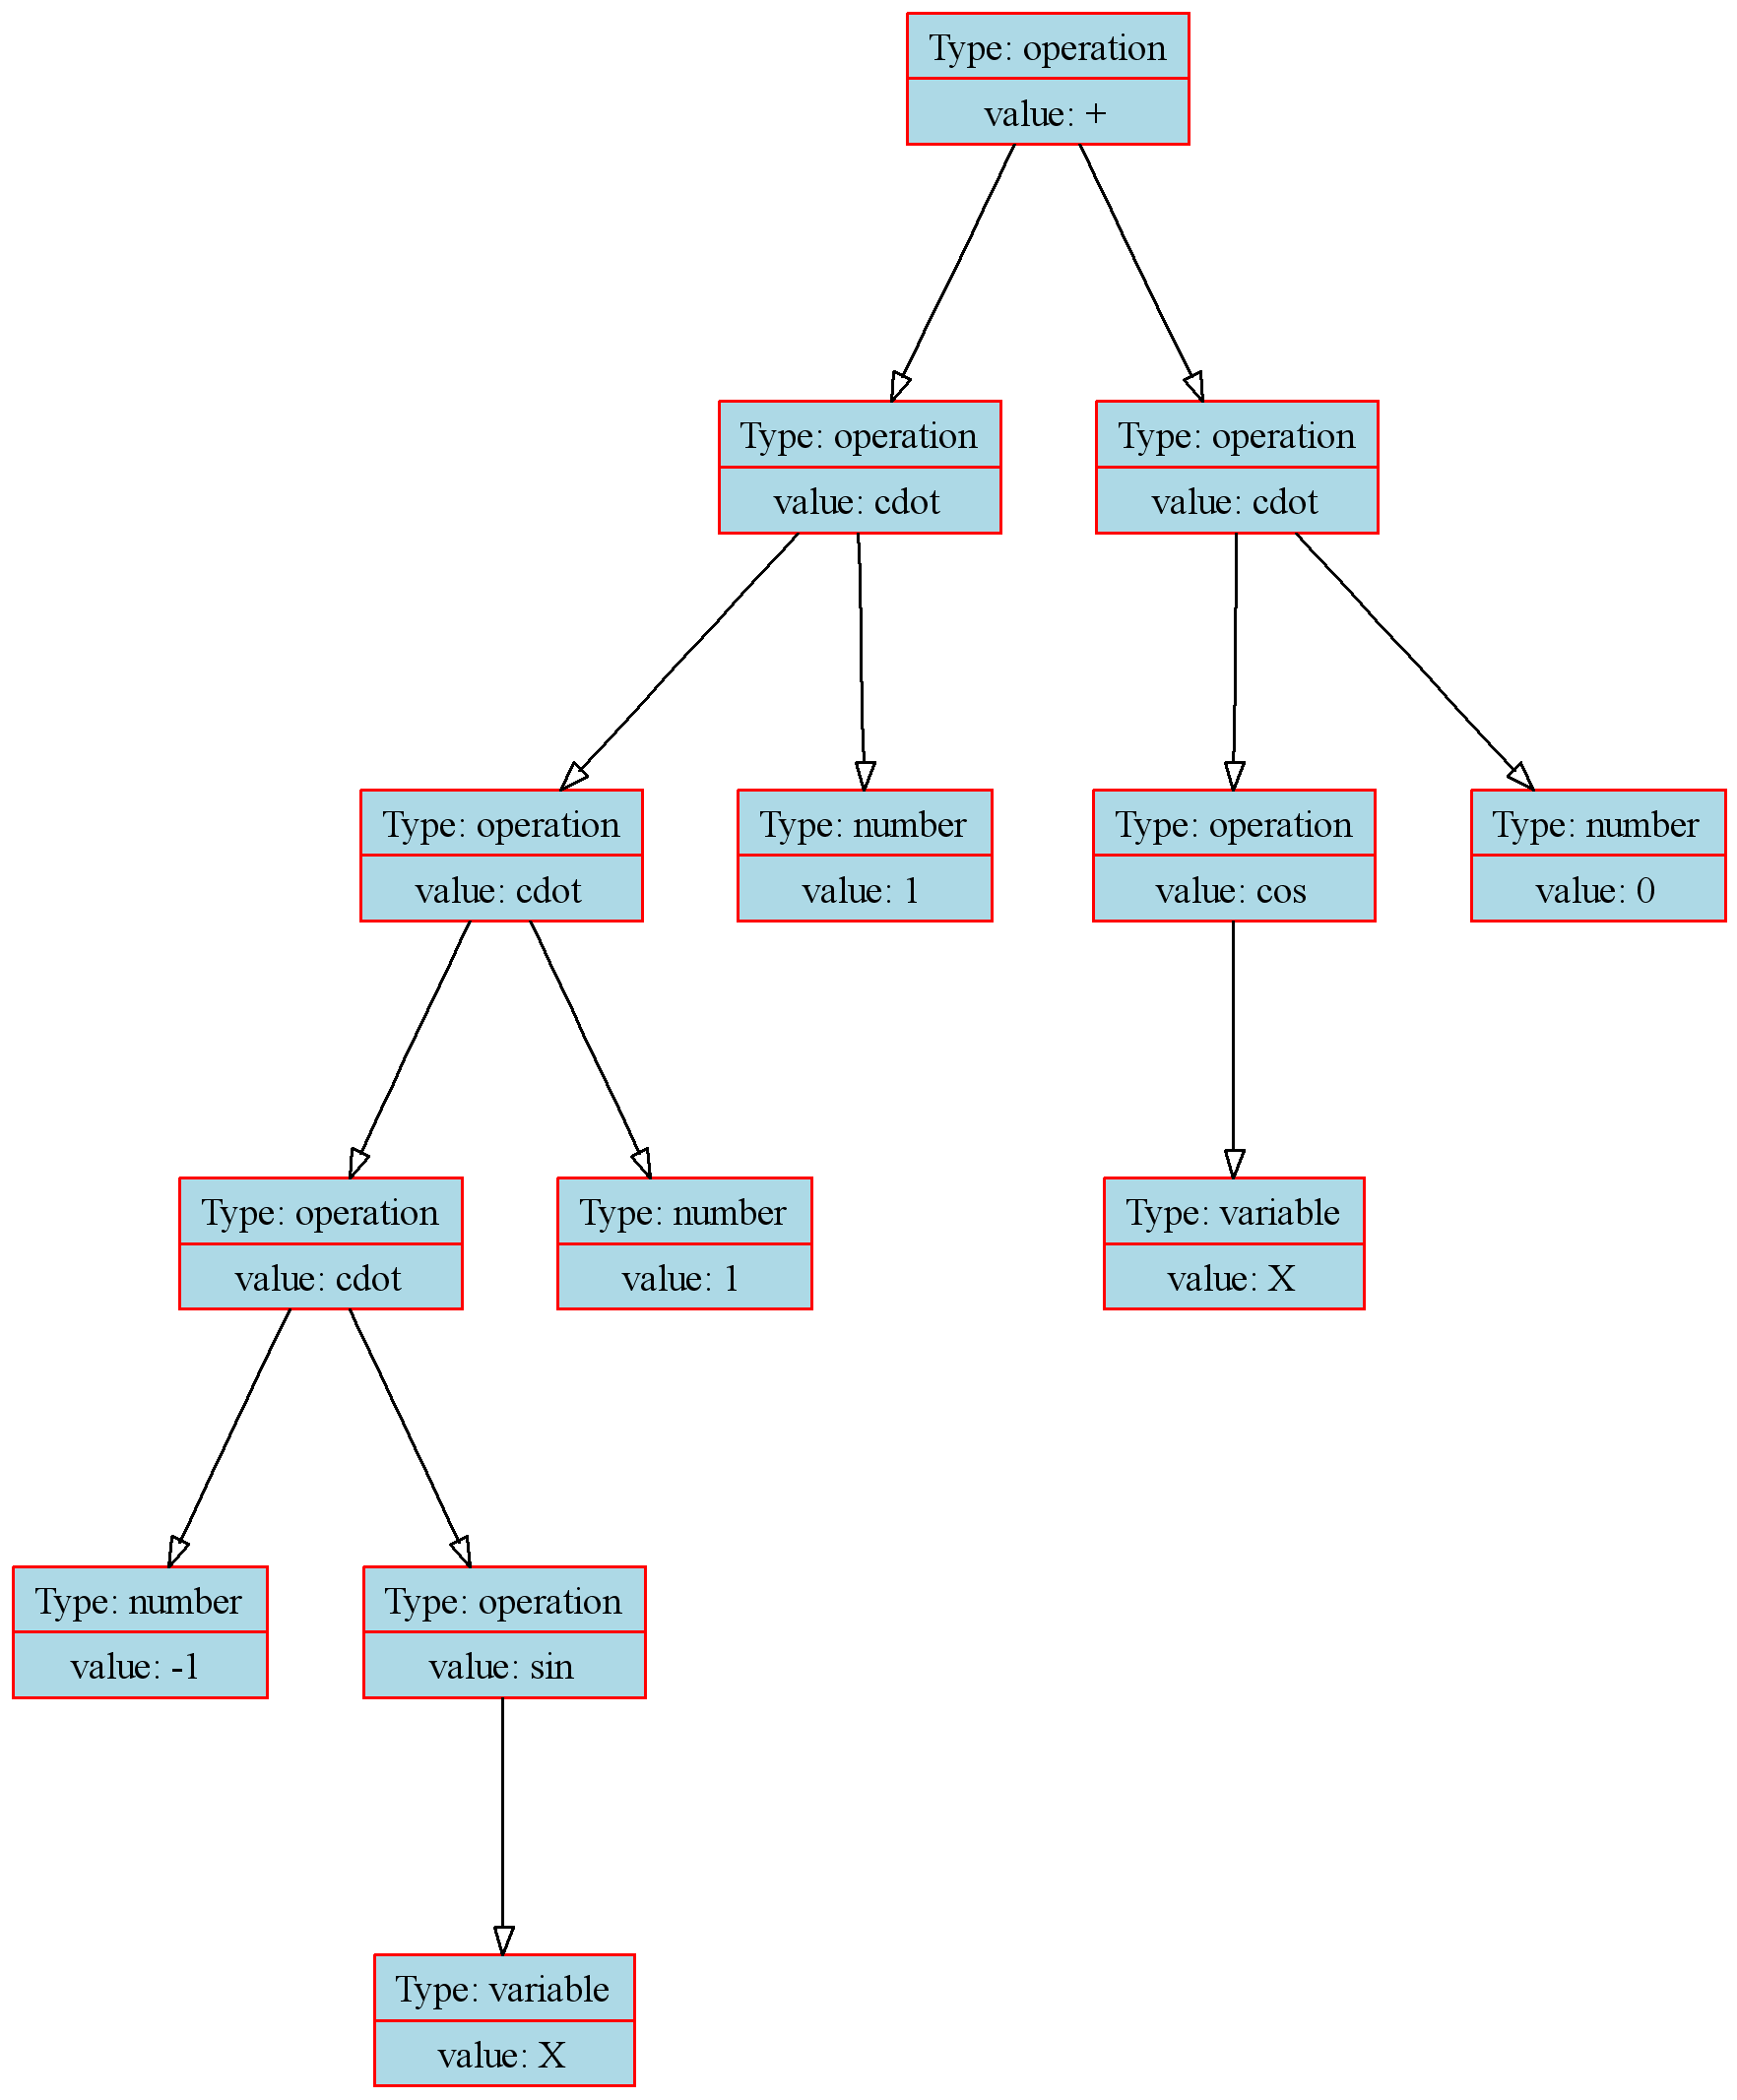 Type: operation
value: +
Type: operation
value: cdot
Type: operation
value: cdot
Type: operation
value: cdot
Type: number
value: 1
Type: operation
value: cos
Type: number
value: 0
Type: operation
value: cdot
Type: number
value: 1
Type: variable
value: X
Type: number
value: -1
Type: operation
value: sin
Type: variable
value: X